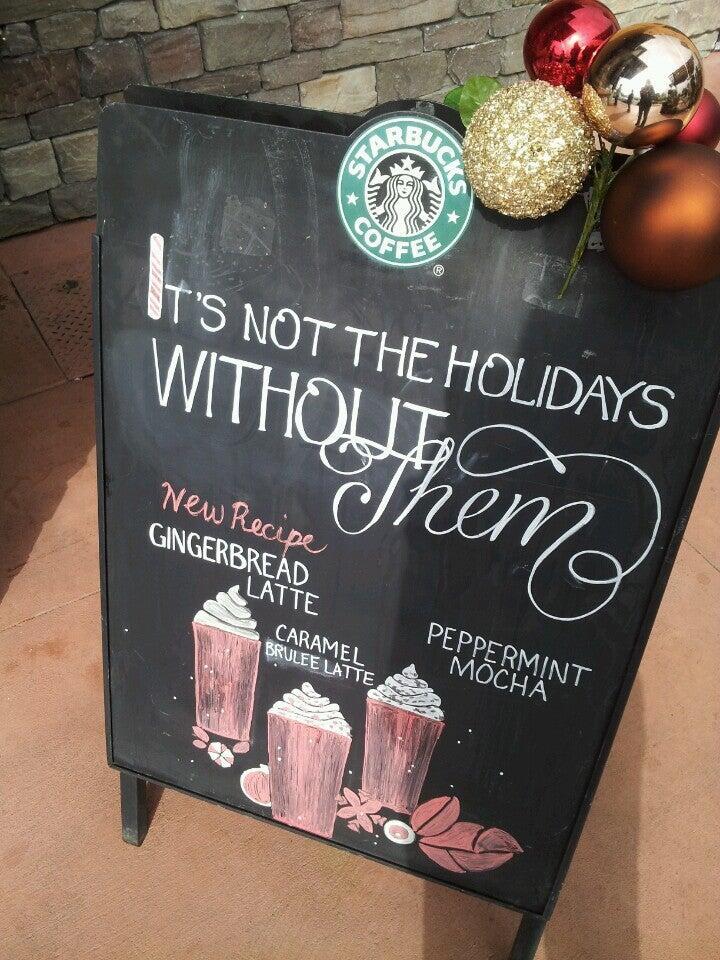 STARBUCKS
COFFEE
®
IT'S NOT THE HOLIDAYS
WITHOUT
Them
New Recipe
GINGERBREAD
LATTE
CARAMEL
BRULEE LATTE
PEPPERMINT
MOCHA